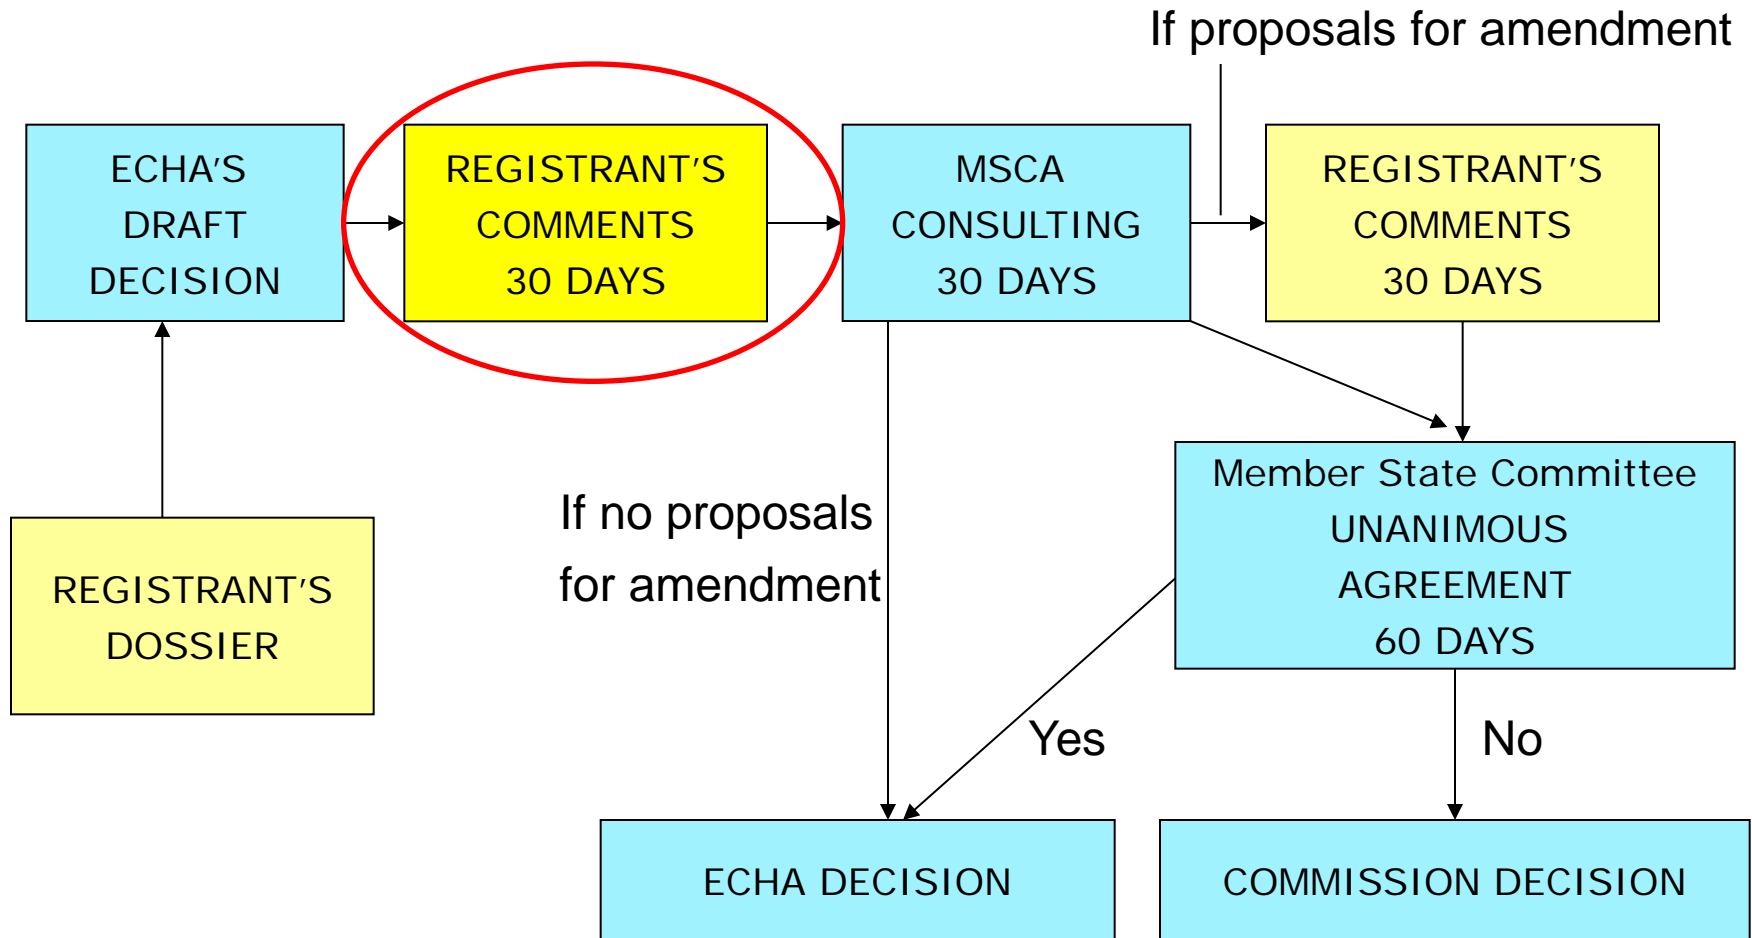 If proposals for amendment
ECHA'S
DRAFT
DECISION
REGISTRANT'S
COMMENTS
30 DAYS
MSCA
CONSULTING
30 DAYS
REGISTRANT'S
COMMENTS
30 DAYS
REGISTRANT'S
DOSSIER
If no proposals
for amendment
Member State Committee
UNANIMOUS
AGREEMENT
60 DAYS
Yes
No
ECHA DECISION
COMMISSION DECISION